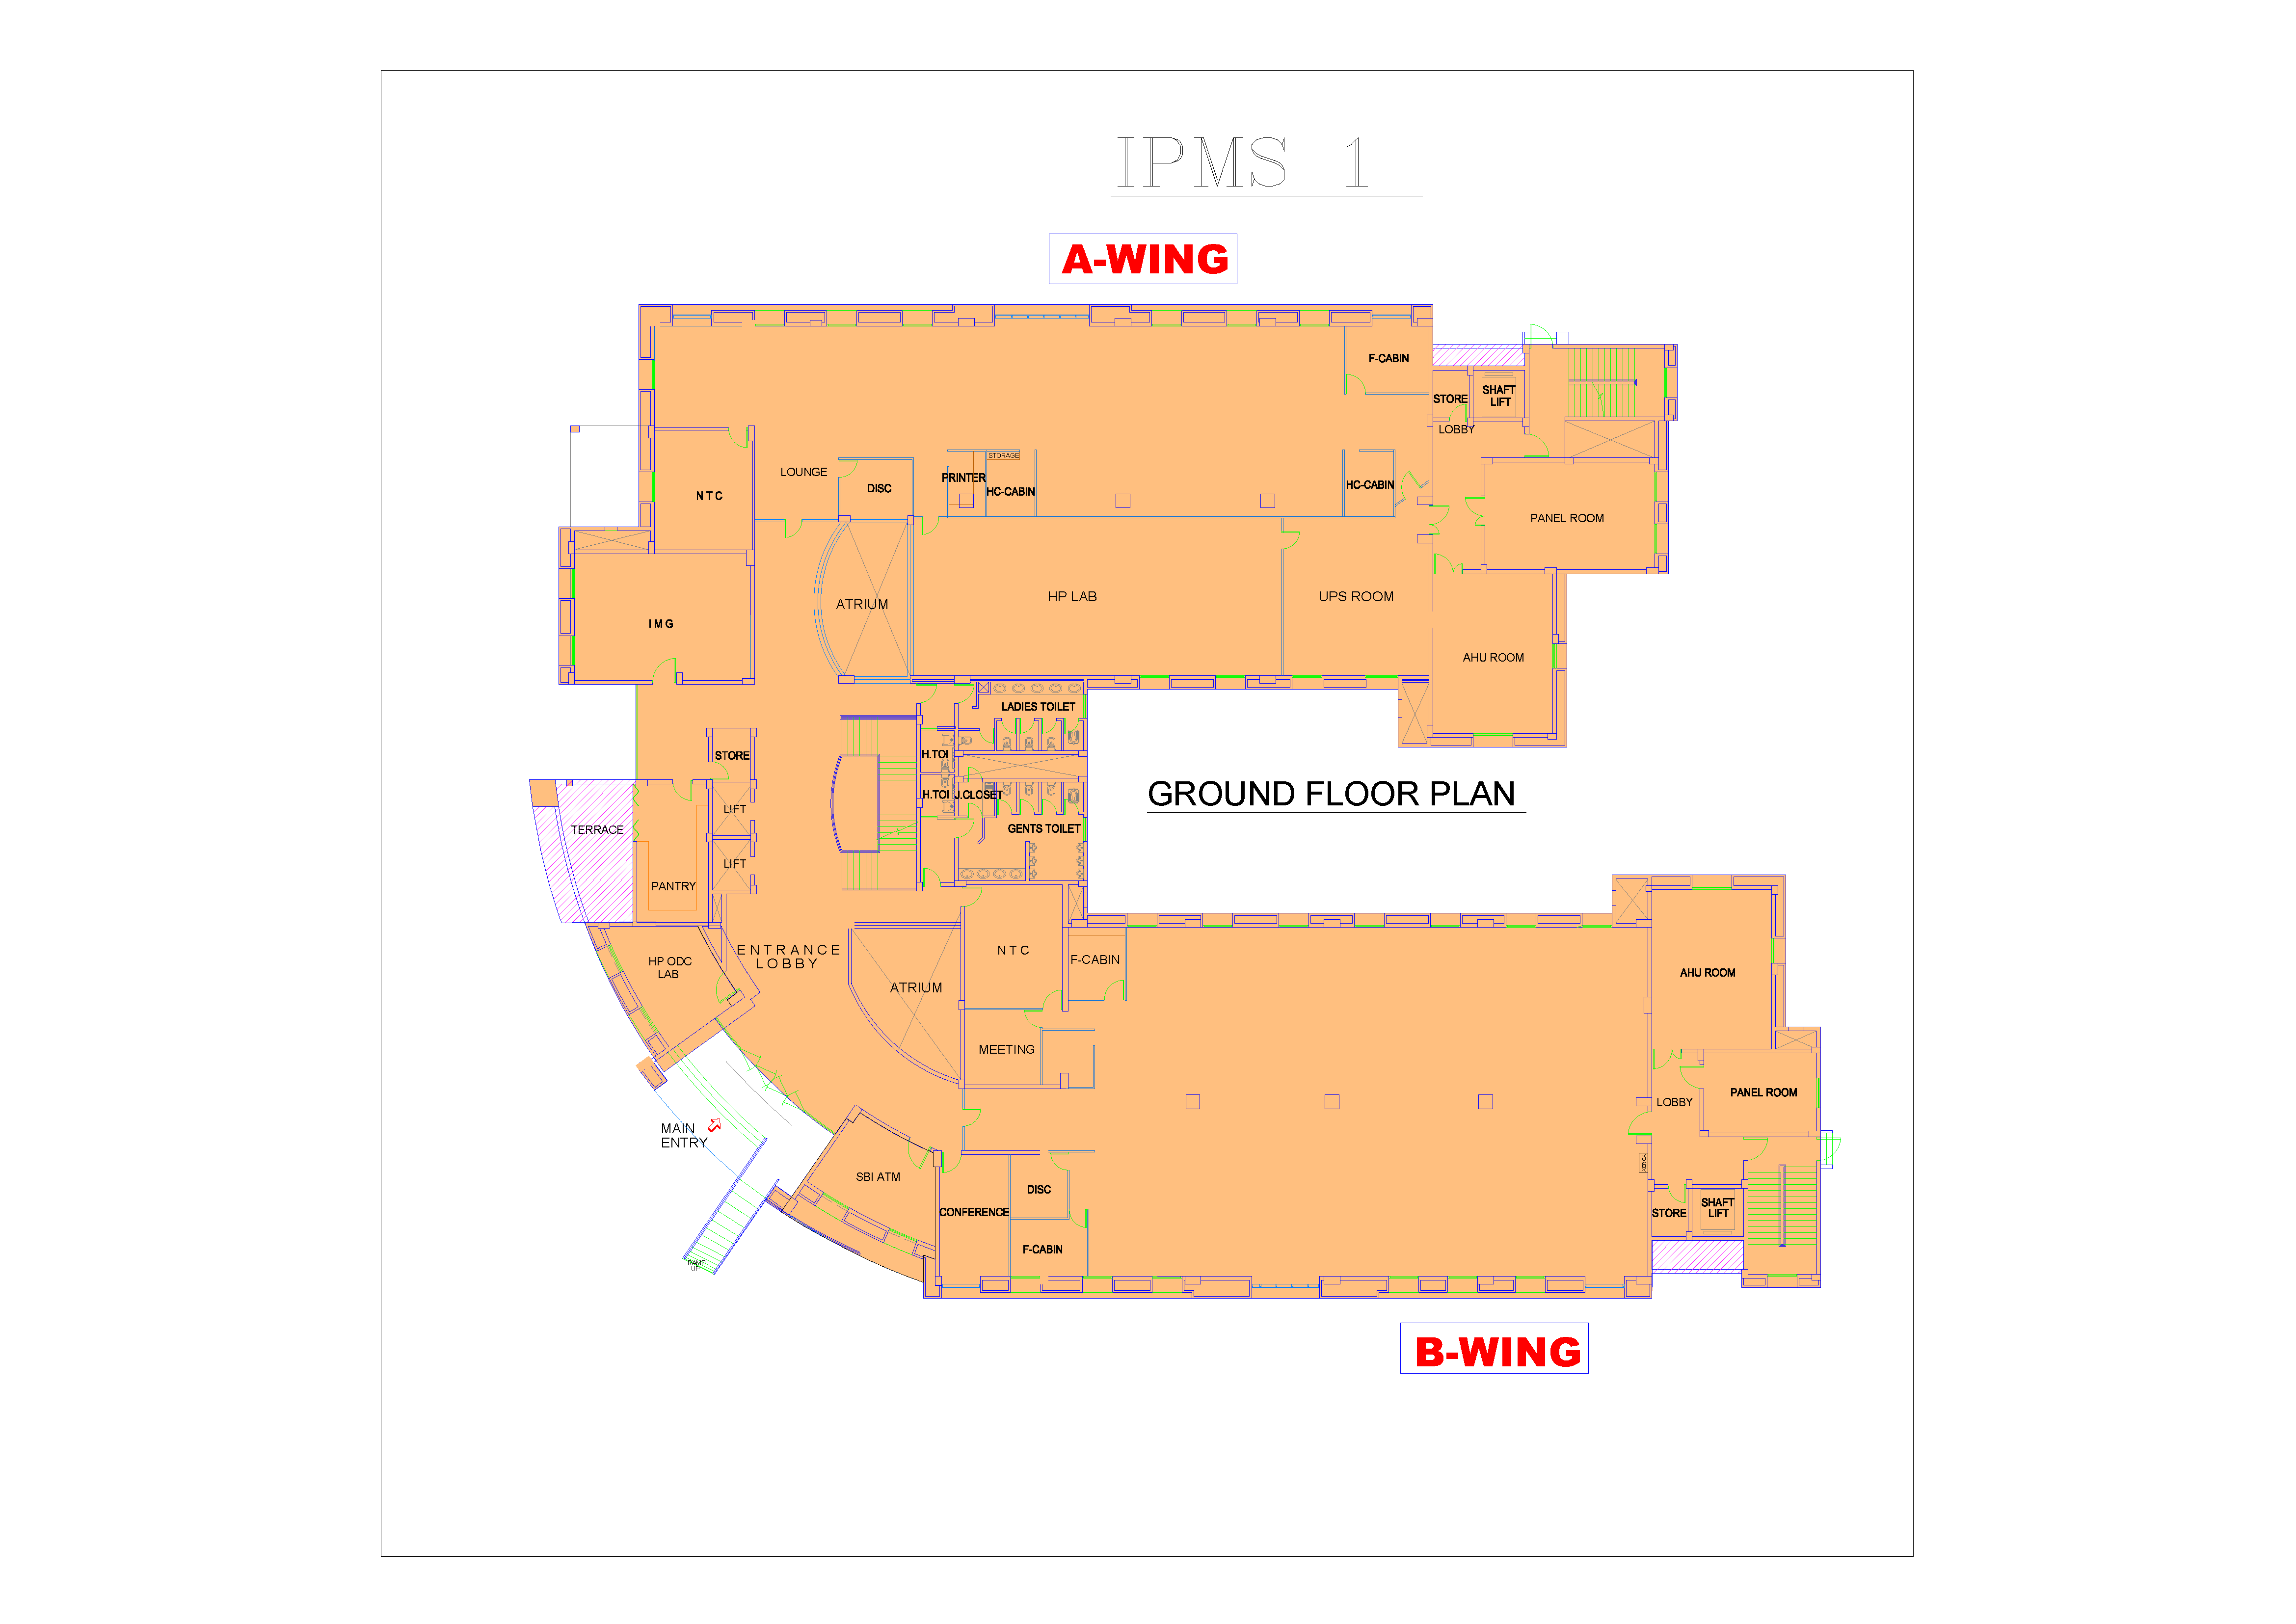 IPMS 1
A-WING
F-CABIN
STORE
SHAFT
LIFT
LOBBY
LOUNGE
STORAGE
PRINTER
HC-CABIN
HC-CABIN
DISC
N T C
PANEL ROOM
ATRIUM
HP LAB
UPS ROOM
I M G
AHU ROOM
LADIES TOILET
STORE
H.TOI
H.TOI
J.CLOSET
GROUND FLOOR PLAN
LIFT
TERRACE
GENTS TOILET
LIFT
PANTRY
ENTRANCE
LOBBY
N T C
F-CABIN
HP ODC
LAB
AHU ROOM
ATRIUM
MEETING
PANEL ROOM
LOBBY
MAIN
ENTRY
SBI ATM
DISC
CONFERENCE
STORE
SHAFT
LIFT
F-CABIN
RAMP
UP
B-WING